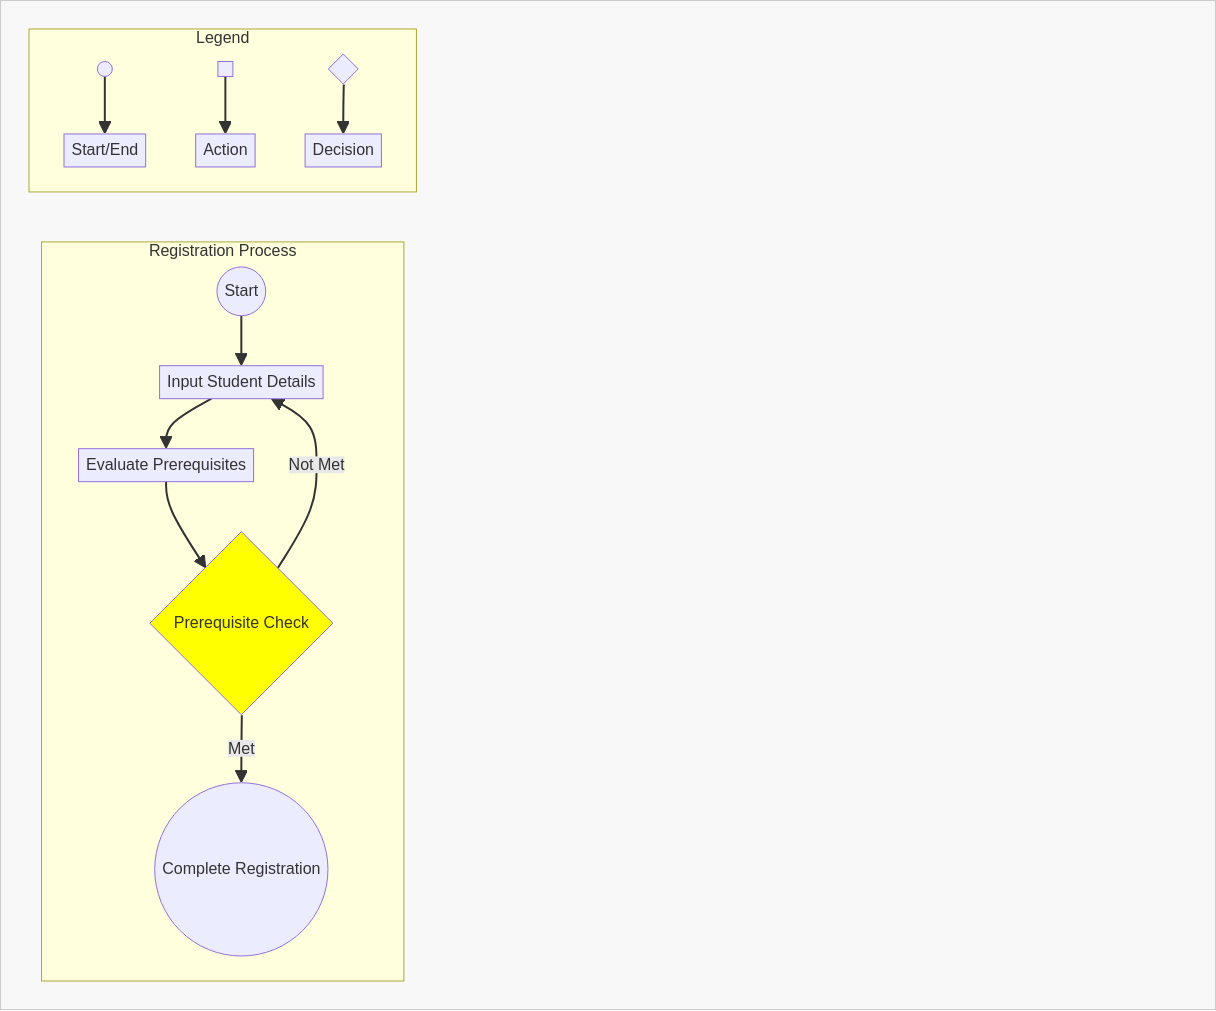 Legend
Start/End
Action
Decision
Registration Process
Start
Input Student Details
Evaluate Prerequisites
Not Met
Prerequisite Check
Met
Complete Registration